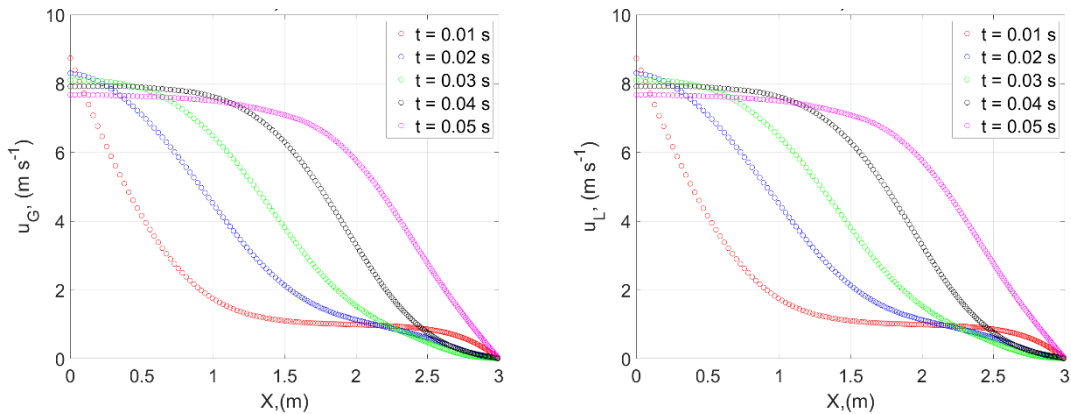 10
8
6
4
2
0
u_G, (m s⁻¹)
0 0.5 1 1.5 2 2.5 3
X,(m)
t = 0.01 s
t = 0.02 s
t = 0.03 s
t = 0.04 s
t = 0.05 s
10
8
6
4
2
0
u_L, (m s⁻¹)
0 0.5 1 1.5 2 2.5 3
X,(m)
t = 0.01 s
t = 0.02 s
t = 0.03 s
t = 0.04 s
t = 0.05 s